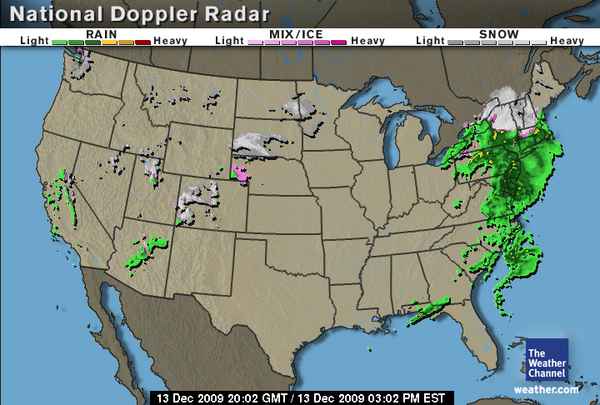 National Doppler Radar
RAIN MIX/ICE SNOW
Light Heavy Light Heavy Light Heavy
The
Weather
Channel
weather.com
13 Dec 2009 20:02 GMT / 13 Dec 2009 03:02 PM EST